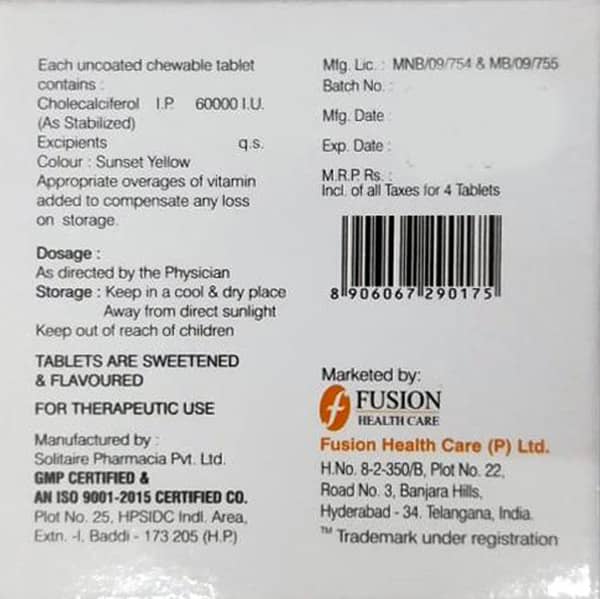 Each uncoated chewable tablet
contains :
Cholecalciferol I.P. 60000 I.U.
(As Stabilized)
Excipients q.s.
Colour : Sunset Yellow
Appropriate overages of vitamin
added to compensate any loss
on storage.
Dosage :
As directed by the Physician
Storage : Keep in a cool & dry place
Away from direct sunlight
Keep out of reach of children
TABLETS ARE SWEETENED
& FLAVOURED
FOR THERAPEUTIC USE
Manufactured by :
Solitaire Pharmacia Pvt. Ltd.
GMP CERTIFIED &
AN ISO 9001-2015 CERTIFIED CO.
Plot No. 25, HPSIDC Indl. Area,
Extn. -I. Baddi - 173 205 (H.P.)
Mfg. Lic. : MNB/09/754 & MB/09/755
Batch No. :
Mfg. Date :
Exp. Date :
M.R.P. Rs. :
Incl. of all Taxes for 4 Tablets
8 906067 290175
Marketed by:
f FUSION
HEALTH CARE
Fusion Health Care (P) Ltd.
H.No. 8-2-350/B, Plot No. 22,
Road No. 3, Banjara Hills,
Hyderabad - 34. Telangana, India.
™ Trademark under registration